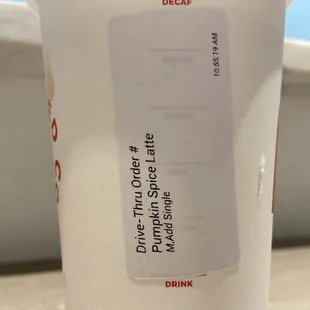 DECAF
10:55:19 AM
Drive-Thru Order #
Pumpkin Spice Latte
M,Add Single
DRINK